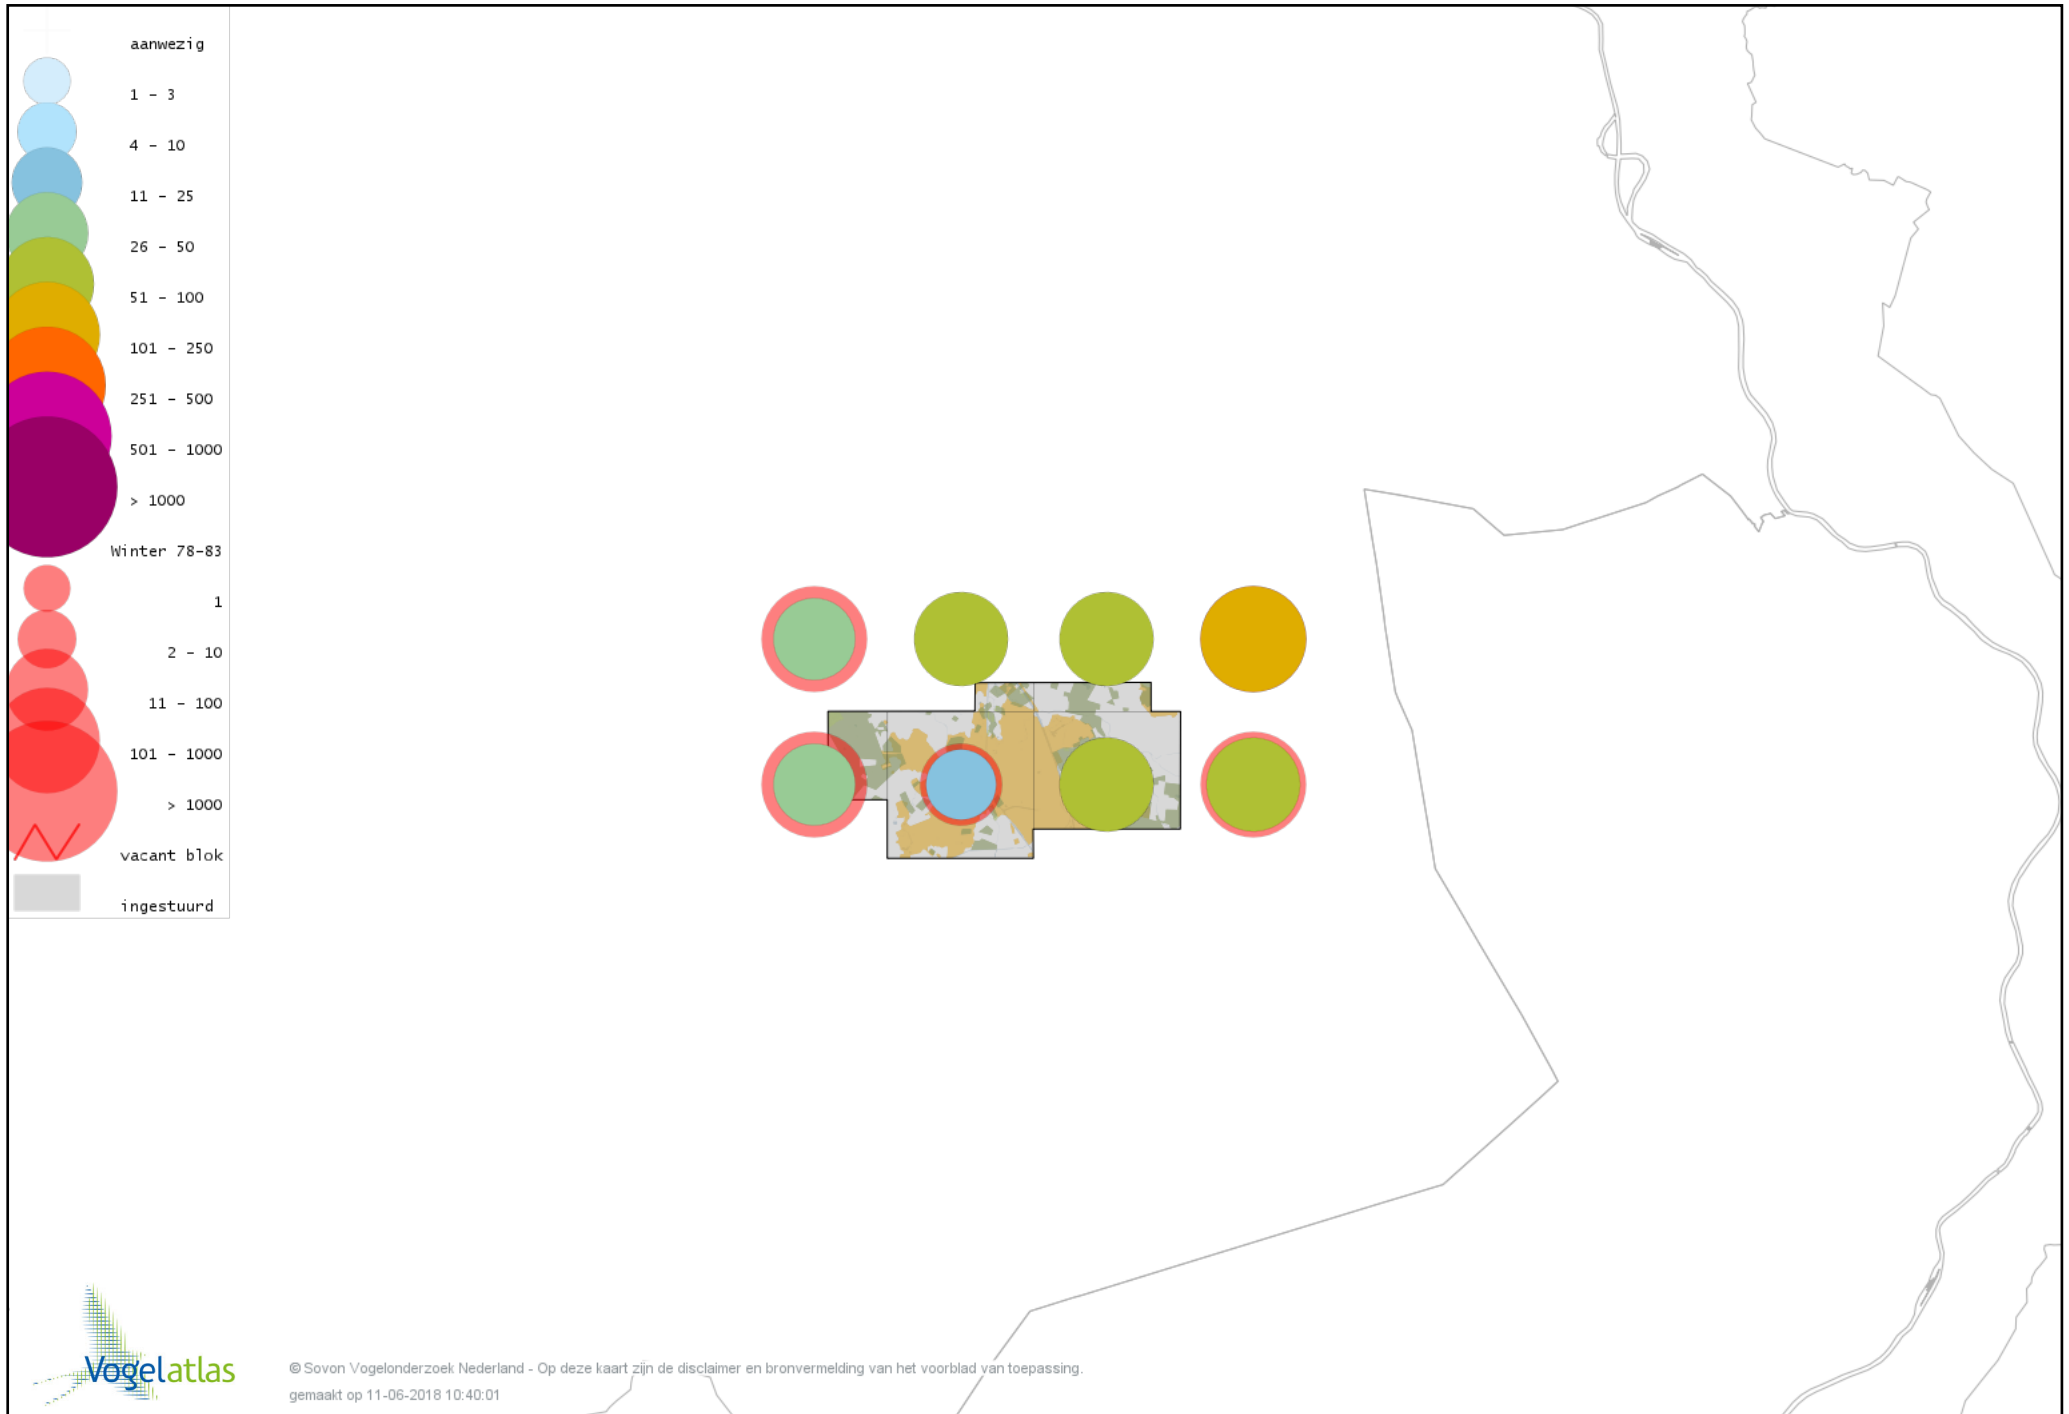 aanwezig
1 - 3
4 - 10
11 - 25
26 - 50
51 - 100
101 - 250
251 - 500
501 - 1000
> 1000
Winter 78-83
1
2 - 10
11 - 100
101 - 1000
> 1000
vacant blok
ingestuurd
Vogelatlas
© Sovon Vogelonderzoek Nederland - Op deze kaart zijn de disclaimer en bronvermelding van het voorblad van toepassing.
gemaakt op 11-06-2018 10:40:01